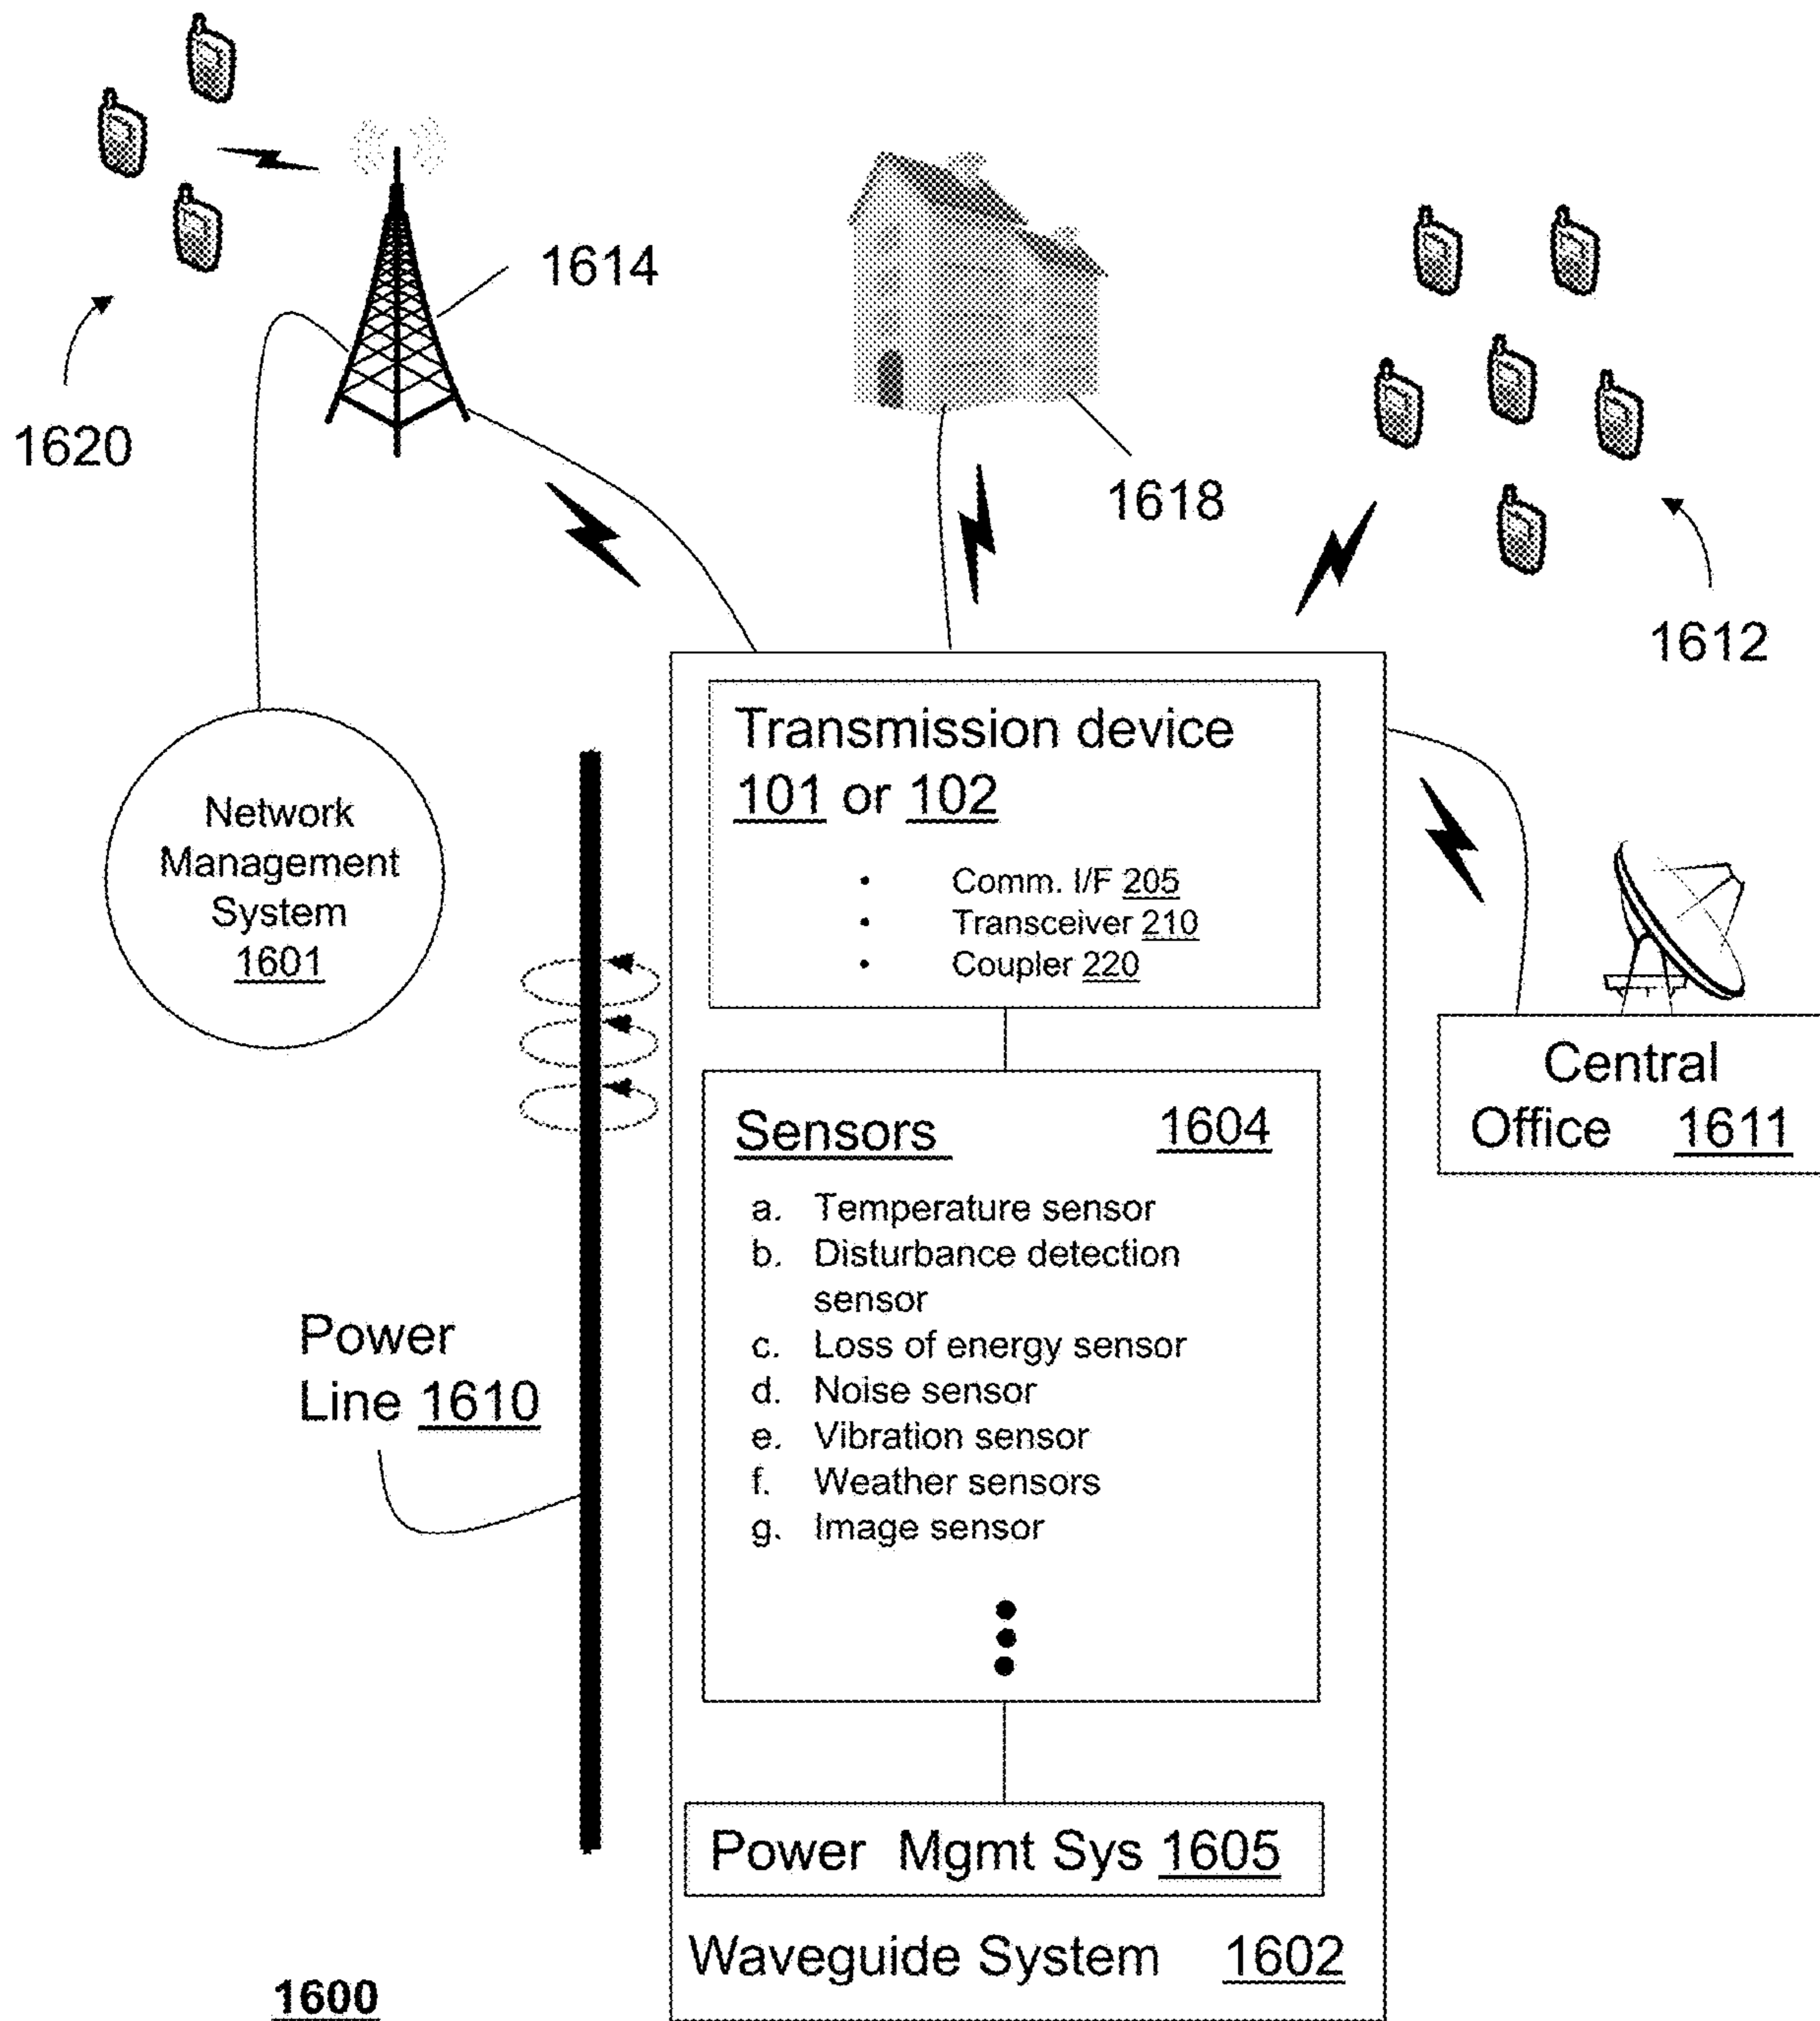 1614
1620
1618
1612
Network
Management
System
1601
Transmission device
101 or 102
• Comm. I/F 205
• Transceiver 210
• Coupler 220
Central
Office 1611
Sensors 1604
a. Temperature sensor
b. Disturbance detection
sensor
c. Loss of energy sensor
d. Noise sensor
e. Vibration sensor
f. Weather sensors
g. Image sensor
Power
Line 1610
Power Mgmt Sys 1605
Waveguide System 1602
1600